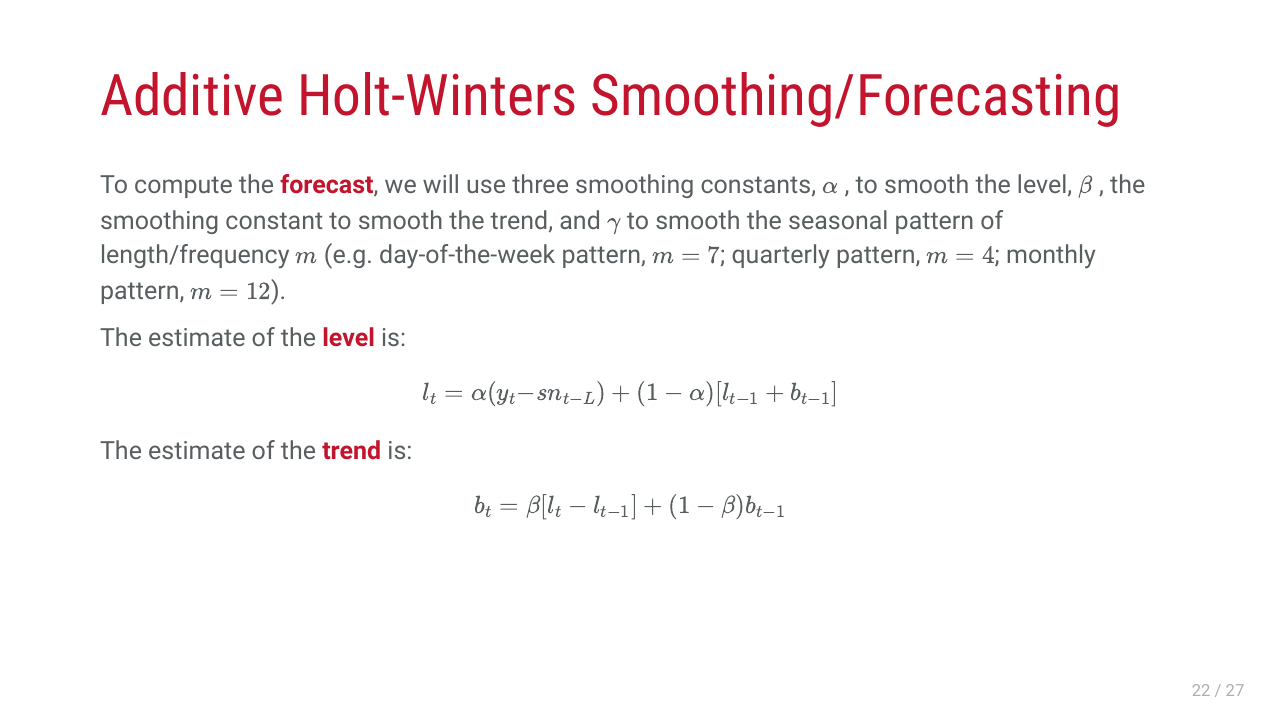 Additive Holt-Winters Smoothing/Forecasting
To compute the forecast, we will use three smoothing constants, α , to smooth the level, β , the
smoothing constant to smooth the trend, and γ to smooth the seasonal pattern of
length/frequency m (e.g. day-of-the-week pattern, m = 7; quarterly pattern, m = 4; monthly
pattern, m = 12).
The estimate of the level is:
l_t = α(y_t−sn_{t−L}) + (1 − α)[l_{t−1} + b_{t−1}]
The estimate of the trend is:
b_t = β[l_t − l_{t−1}] + (1 − β)b_{t−1}
22 / 27